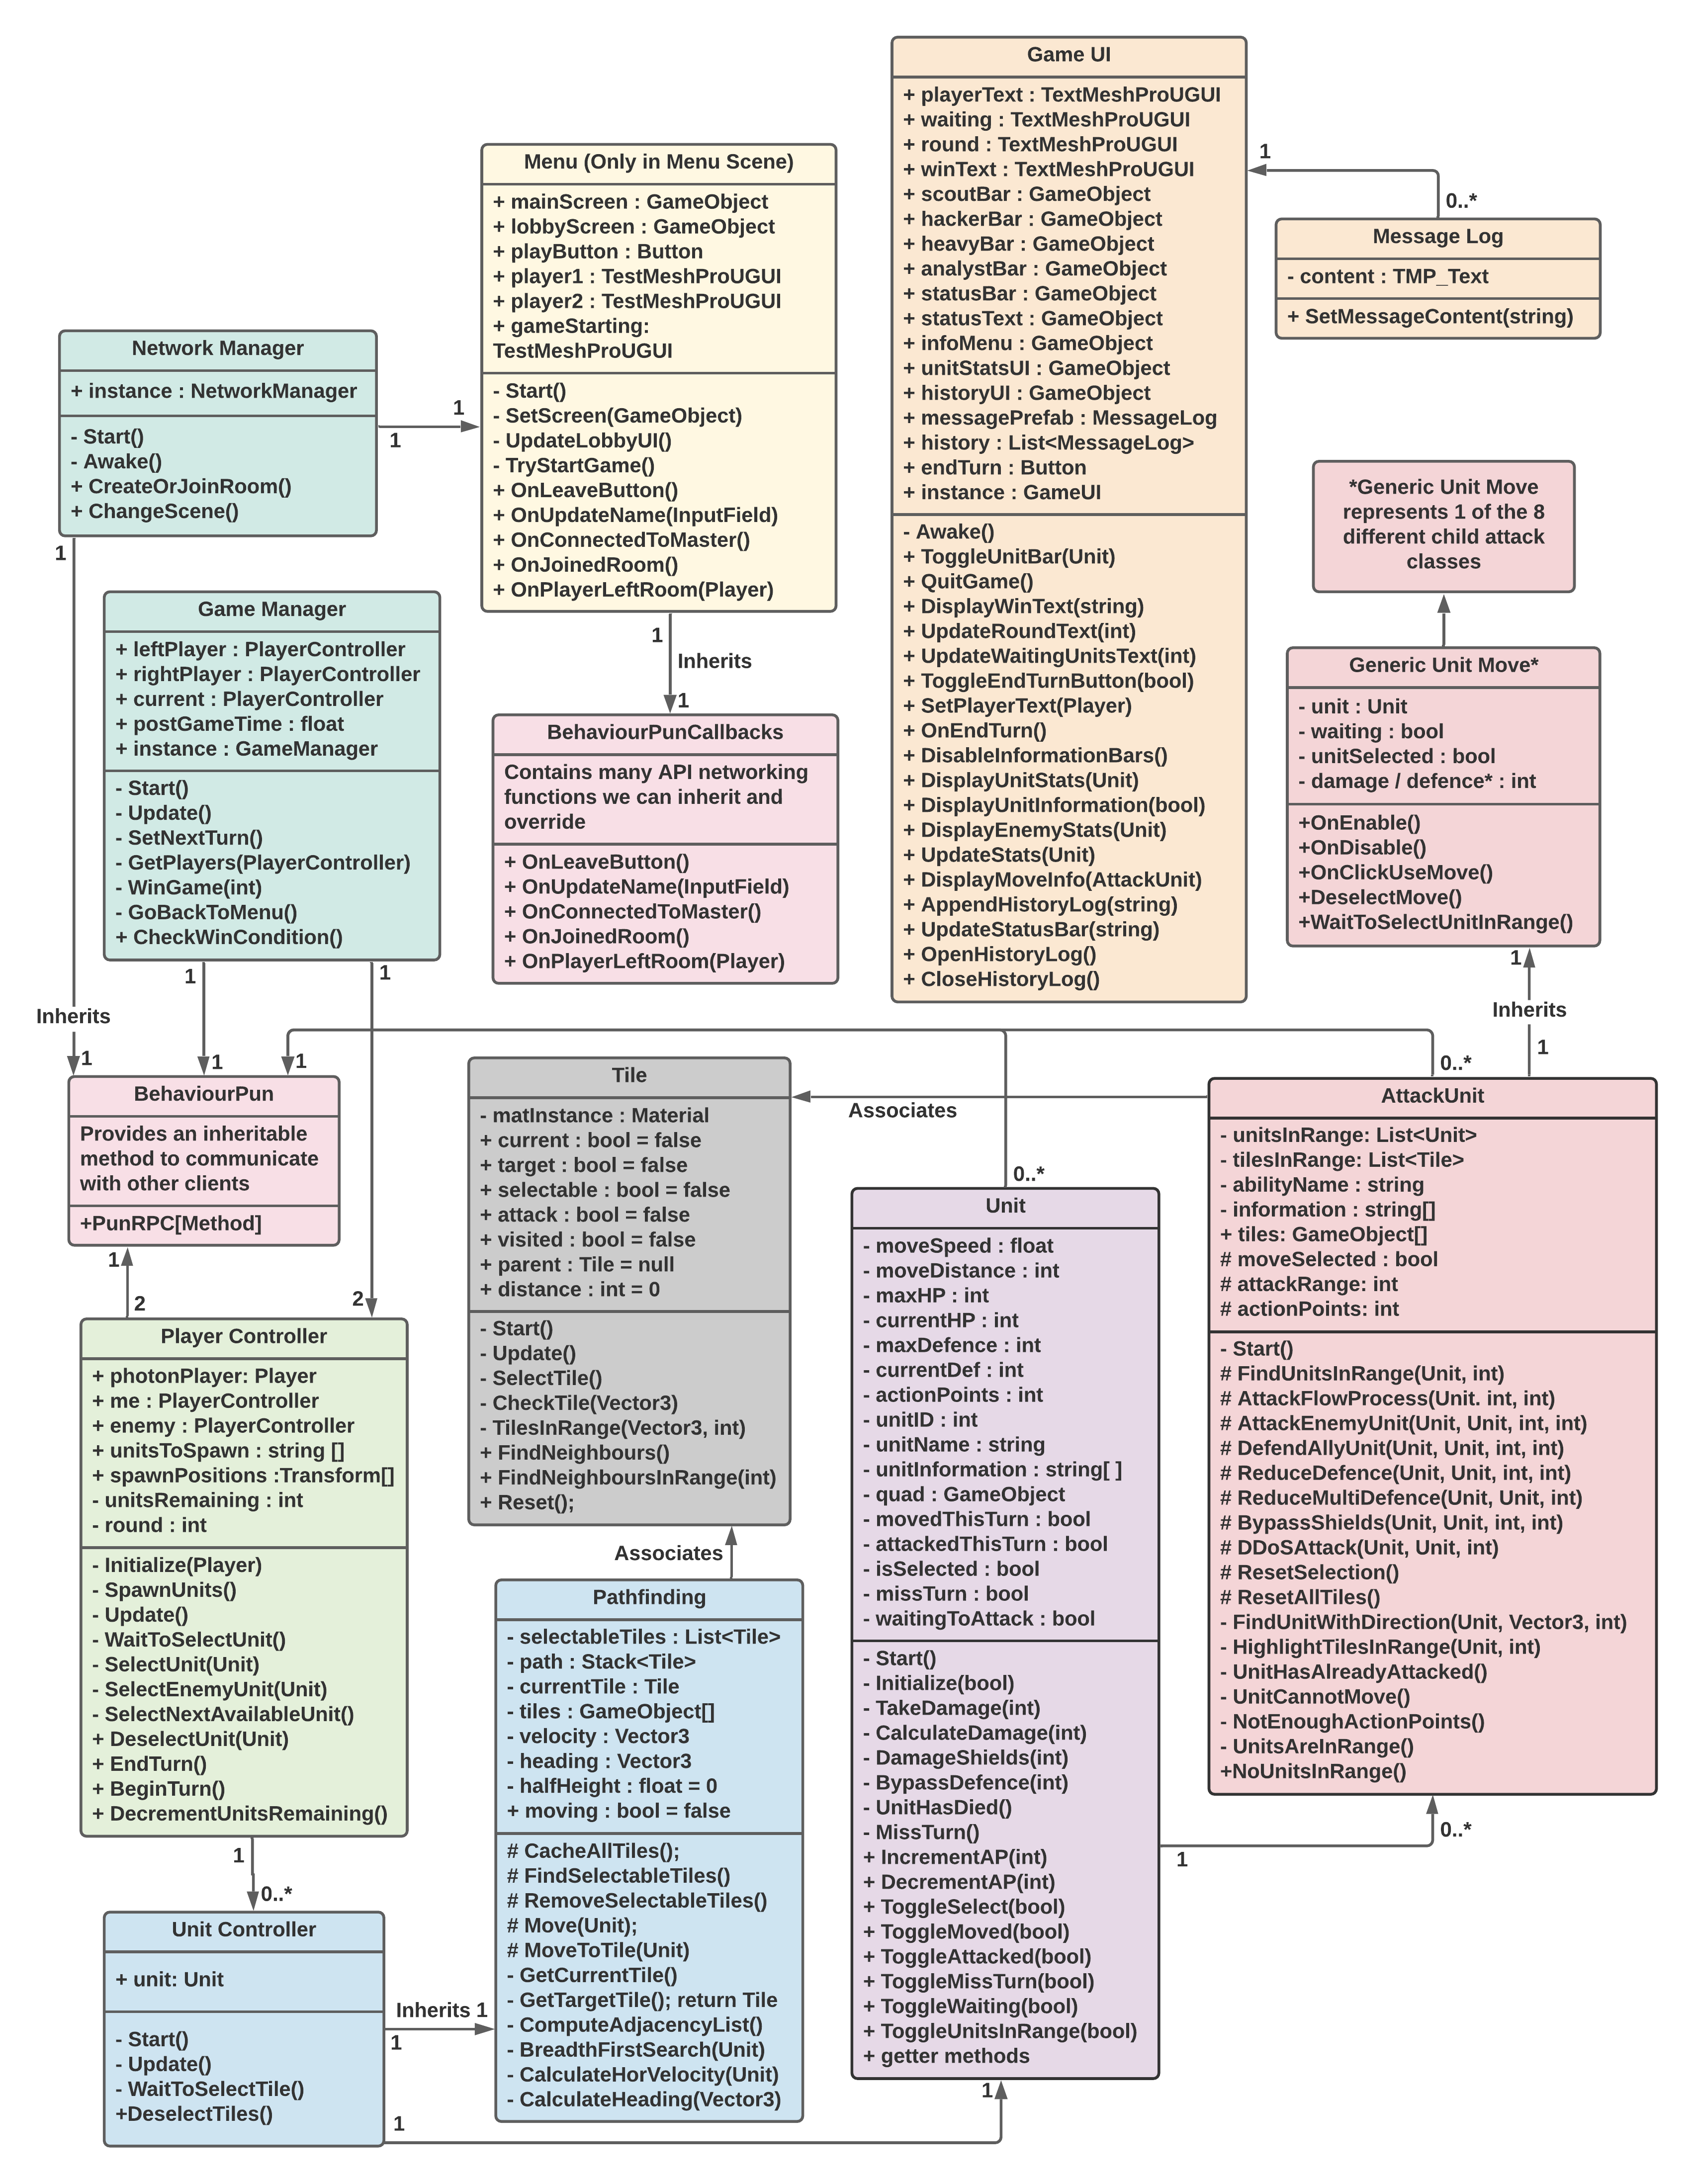 Game UI
+ playerText : TextMeshProUGUI
+ waiting : TextMeshProUGUI
+ round : TextMeshProUGUI
+ winText : TextMeshProUGUI
+ scoutBar : GameObject
+ hackerBar : GameObject
+ heavyBar : GameObject
+ analystBar : GameObject
+ statusBar : GameObject
+ statusText : GameObject
+ infoMenu : GameObject
+ unitStatsUI : GameObject
+ historyUI : GameObject
+ messagePrefab : MessageLog
+ history : List<MessageLog>
+ endTurn : Button
+ instance : GameUI
- Awake()
+ ToggleUnitBar(Unit)
+ QuitGame()
+ DisplayWinText(string)
+ UpdateRoundText(int)
+ UpdateWaitingUnitsText(int)
+ ToggleEndTurnButton(bool)
+ SetPlayerText(Player)
+ OnEndTurn()
+ DisableInformationBars()
+ DisplayUnitStats(Unit)
+ DisplayUnitInformation(bool)
+ DisplayEnemyStats(Unit)
+ UpdateStats(Unit)
+ DisplayMoveInfo(AttackUnit)
+ AppendHistoryLog(string)
+ UpdateStatusBar(string)
+ OpenHistoryLog()
+ CloseHistoryLog()
1
0..*
Message Log
- content : TMP_Text
+ SetMessageContent(string)
Menu (Only in Menu Scene)
+ mainScreen : GameObject
+ lobbyScreen : GameObject
+ playButton : Button
+ player1 : TestMeshProUGUI
+ player2 : TestMeshProUGUI
+ gameStarting:
TestMeshProUGUI
- Start()
- SetScreen(GameObject)
- UpdateLobbyUI()
- TryStartGame()
+ OnLeaveButton()
+ OnUpdateName(InputField)
+ OnConnectedToMaster()
+ OnJoinedRoom()
+ OnPlayerLeftRoom(Player)
Network Manager
+ instance : NetworkManager
- Start()
- Awake()
+ CreateOrJoinRoom()
+ ChangeScene()
1
1
1
Inherits
1
1
Inherits
1
BehaviourPunCallbacks
Contains many API networking
functions we can inherit and
override
+ OnLeaveButton()
+ OnUpdateName(InputField)
+ OnConnectedToMaster()
+ OnJoinedRoom()
+ OnPlayerLeftRoom(Player)
Game Manager
+ leftPlayer : PlayerController
+ rightPlayer : PlayerController
+ current : PlayerController
+ postGameTime : float
+ instance : GameManager
- Start()
- Update()
- SetNextTurn()
- GetPlayers(PlayerController)
- WinGame(int)
- GoBackToMenu()
+ CheckWinCondition()
1
1
1
1
2
*Generic Unit Move
represents 1 of the 8
different child attack
classes
Generic Unit Move*
- unit : Unit
- waiting : bool
- unitSelected : bool
- damage / defence* : int
+OnEnable()
+OnDisable()
+OnClickUseMove()
+DeselectMove()
+WaitToSelectUnitInRange()
1
Inherits
1
0..*
BehaviourPun
Provides an inheritable
method to communicate
with other clients
+PunRPC[Method]
1
2
Tile
- matInstance : Material
+ current : bool = false
+ target : bool = false
+ selectable : bool = false
+ attack : bool = false
+ visited : bool = false
+ parent : Tile = null
+ distance : int = 0
- Start()
- Update()
- SelectTile()
- CheckTile(Vector3)
- TilesInRange(Vector3, int)
+ FindNeighbours()
+ FindNeighboursInRange(int)
+ Reset();
Associates
AttackUnit
- unitsInRange: List<Unit>
- tilesInRange: List<Tile>
- abilityName : string
- information : string[]
+ tiles: GameObject[]
# moveSelected : bool
# attackRange: int
# actionPoints: int
- Start()
# FindUnitsInRange(Unit, int)
# AttackFlowProcess(Unit. int, int)
# AttackEnemyUnit(Unit, Unit, int, int)
# DefendAllyUnit(Unit, Unit, int, int)
# ReduceDefence(Unit, Unit, int, int)
# ReduceMultiDefence(Unit, Unit, int)
# BypassShields(Unit, Unit, int, int)
# DDoSAttack(Unit, Unit, int)
# ResetSelection()
# ResetAllTiles()
- FindUnitWithDirection(Unit, Vector3, int)
- HighlightTilesInRange(Unit, int)
- UnitHasAlreadyAttacked()
- UnitCannotMove()
- NotEnoughActionPoints()
- UnitsAreInRange()
+NoUnitsInRange()
0..*
Unit
- moveSpeed : float
- moveDistance : int
- maxHP : int
- currentHP : int
- maxDefence : int
- currentDef : int
- actionPoints : int
- unitID : int
- unitName : string
- unitInformation : string[ ]
- quad : GameObject
- movedThisTurn : bool
- attackedThisTurn : bool
- isSelected : bool
- missTurn : bool
- waitingToAttack : bool
- Start()
- Initialize(bool)
- TakeDamage(int)
- CalculateDamage(int)
- DamageShields(int)
- BypassDefence(int)
- UnitHasDied()
- MissTurn()
+ IncrementAP(int)
+ DecrementAP(int)
+ ToggleSelect(bool)
+ ToggleMoved(bool)
+ ToggleAttacked(bool)
+ ToggleMissTurn(bool)
+ ToggleWaiting(bool)
+ ToggleUnitsInRange(bool)
+ getter methods
1
0..*
Player Controller
+ photonPlayer: Player
+ me : PlayerController
+ enemy : PlayerController
+ unitsToSpawn : string []
+ spawnPositions :Transform[]
- unitsRemaining : int
- round : int
- Initialize(Player)
- SpawnUnits()
- Update()
- WaitToSelectUnit()
- SelectUnit(Unit)
- SelectEnemyUnit(Unit)
- SelectNextAvailableUnit()
+ DeselectUnit(Unit)
+ EndTurn()
+ BeginTurn()
+ DecrementUnitsRemaining()
1
0..*
Associates
Pathfinding
- selectableTiles : List<Tile>
- path : Stack<Tile>
- currentTile : Tile
- tiles : GameObject[]
- velocity : Vector3
- heading : Vector3
- halfHeight : float = 0
+ moving : bool = false
# CacheAllTiles();
# FindSelectableTiles()
# RemoveSelectableTiles()
# Move(Unit);
# MoveToTile(Unit)
- GetCurrentTile()
- GetTargetTile(); return Tile
- ComputeAdjacencyList()
- BreadthFirstSearch(Unit)
- CalculateHorVelocity(Unit)
- CalculateHeading(Vector3)
Unit Controller
+ unit: Unit
- Start()
- Update()
- WaitToSelectTile()
+DeselectTiles()
Inherits 1
1
1
1